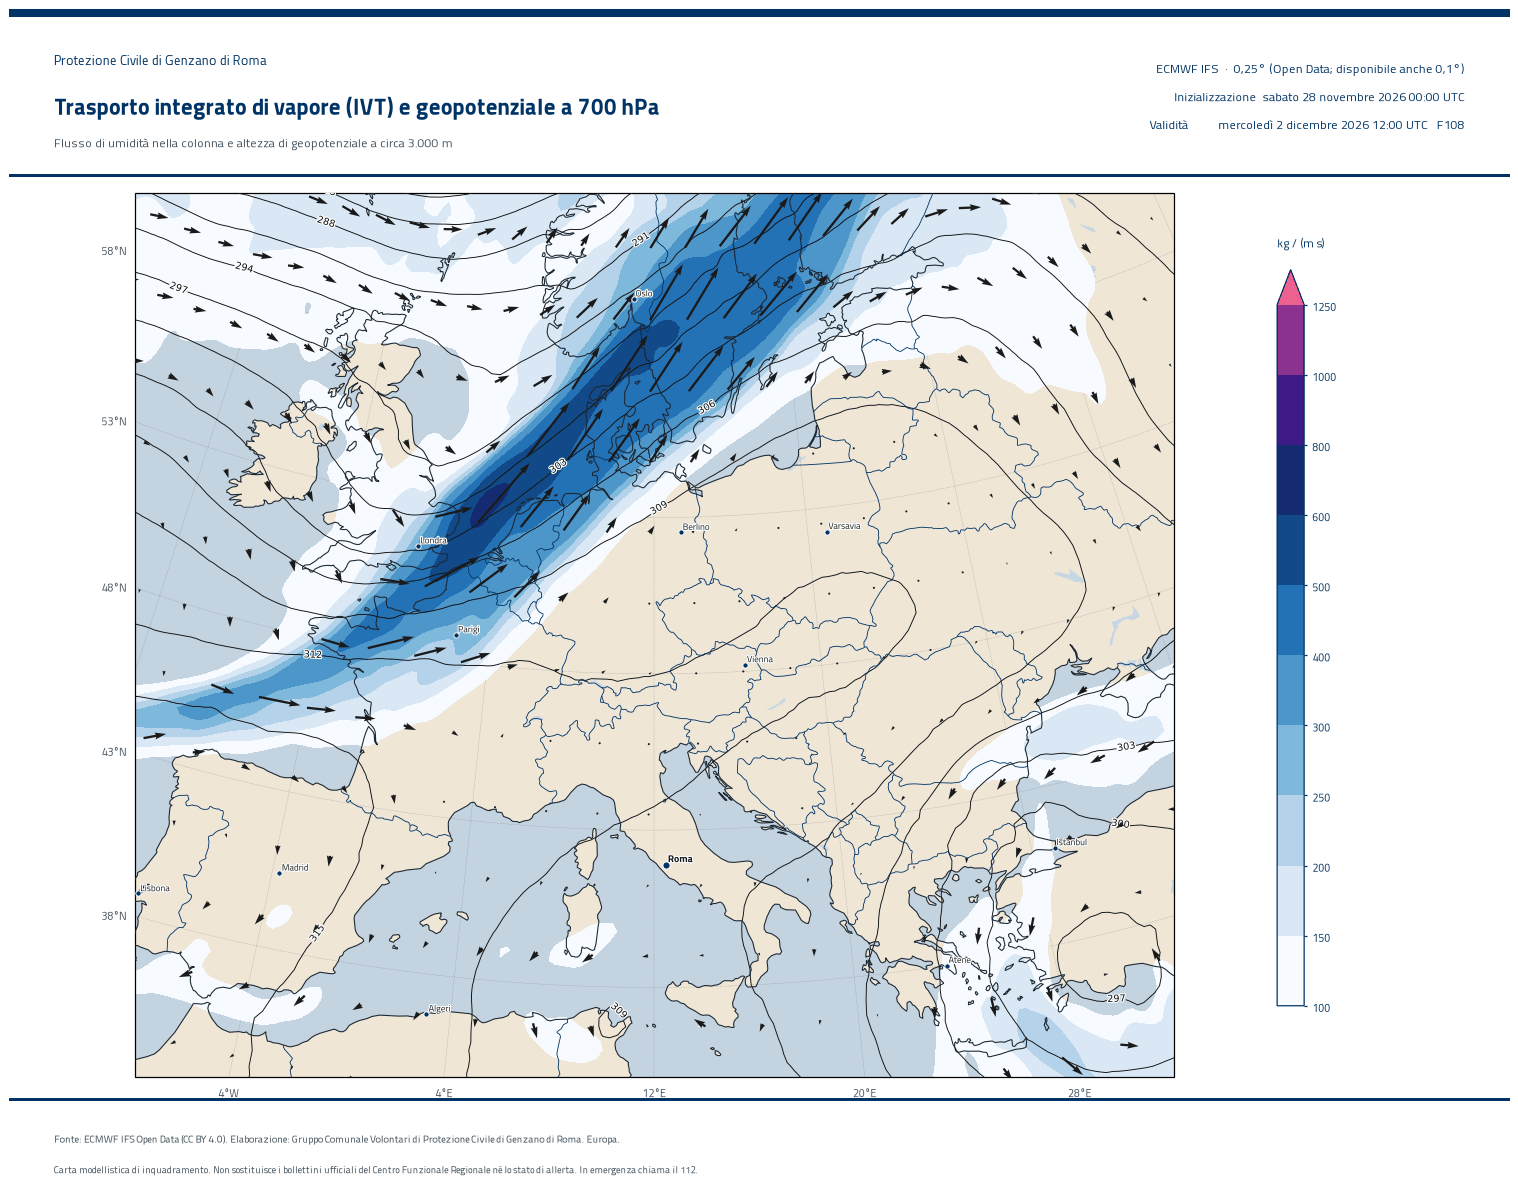 Protezione Civile di Genzano di Roma
Trasporto integrato di vapore (IVT) e geopotenziale a 700 hPa
Flusso di umidità nella colonna e altezza di geopotenziale a circa 3.000 m
ECMWF IFS · 0,25° (Open Data; disponibile anche 0,1°)
Inizializzazione sabato 28 novembre 2026 00:00 UTC
Validità mercoledì 2 dicembre 2026 12:00 UTC F108
kg / (m s)
1250
1000
800
600
500
400
300
250
200
150
100
58°N
53°N
48°N
43°N
38°N
4°W
4°E
12°E
20°E
28°E
288
291
294
297
306
303
309
312
303
300
315
309
297
Oslo
Londra
Berlino
Varsavia
Parigi
Vienna
Istanbul
Roma
Madrid
Lisbona
Atene
Algeri
Fonte: ECMWF IFS Open Data (CC BY 4.0). Elaborazione: Gruppo Comunale Volontari di Protezione Civile di Genzano di Roma. Europa.
Carta modellistica di inquadramento. Non sostituisce i bollettini ufficiali del Centro Funzionale Regionale né lo stato di allerta. In emergenza chiama il 112.